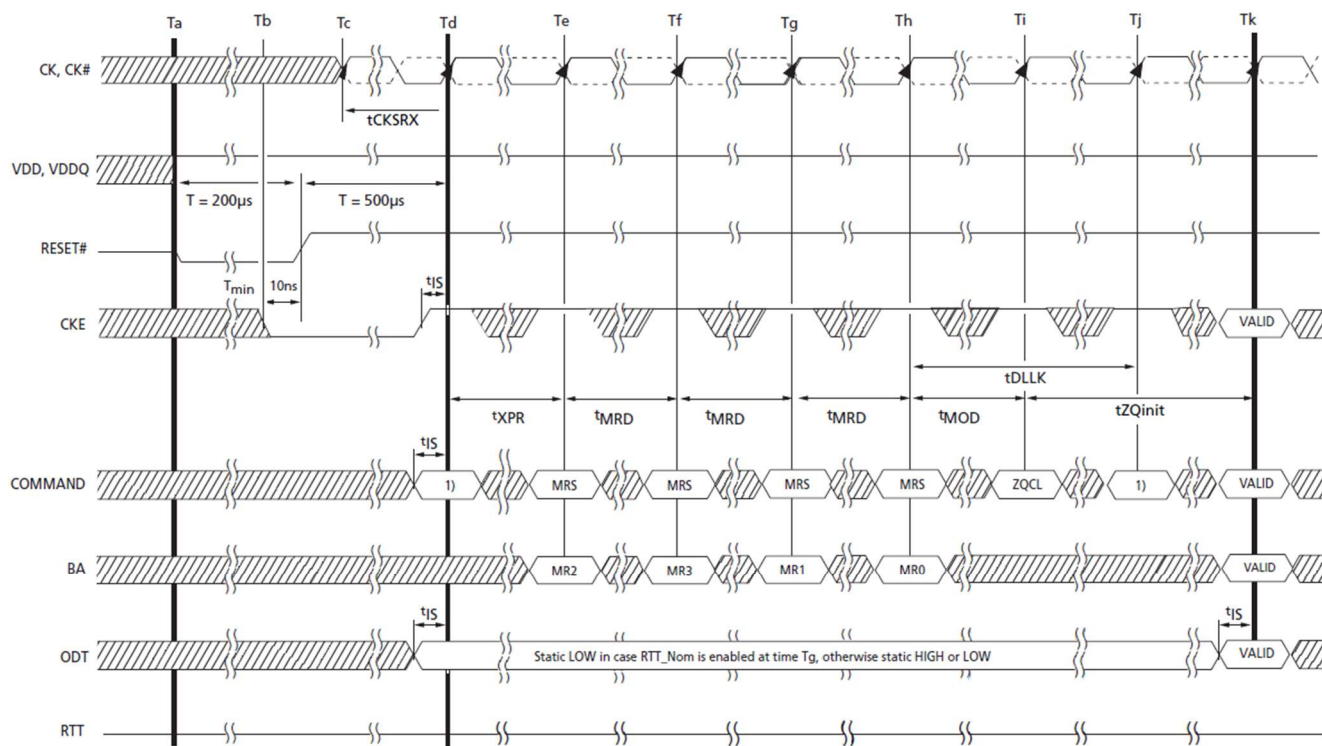 Ta Tb Tc Td Te Tf Tg Th Ti Tj Tk
CK, CK#
tCKSRX
VDD, VDDQ
T = 200µs T = 500µs
RESET#
Tmin 10ns tIS
CKE VALID
tDLLK
tXPR tMRD tMRD tMRD tMOD tZQinit
tIS
COMMAND 1) MRS MRS MRS MRS ZQCL 1) VALID
BA MR2 MR3 MR1 MR0 VALID
tIS tIS
ODT Static LOW in case RTT_Nom is enabled at time Tg, otherwise static HIGH or LOW VALID
RTT